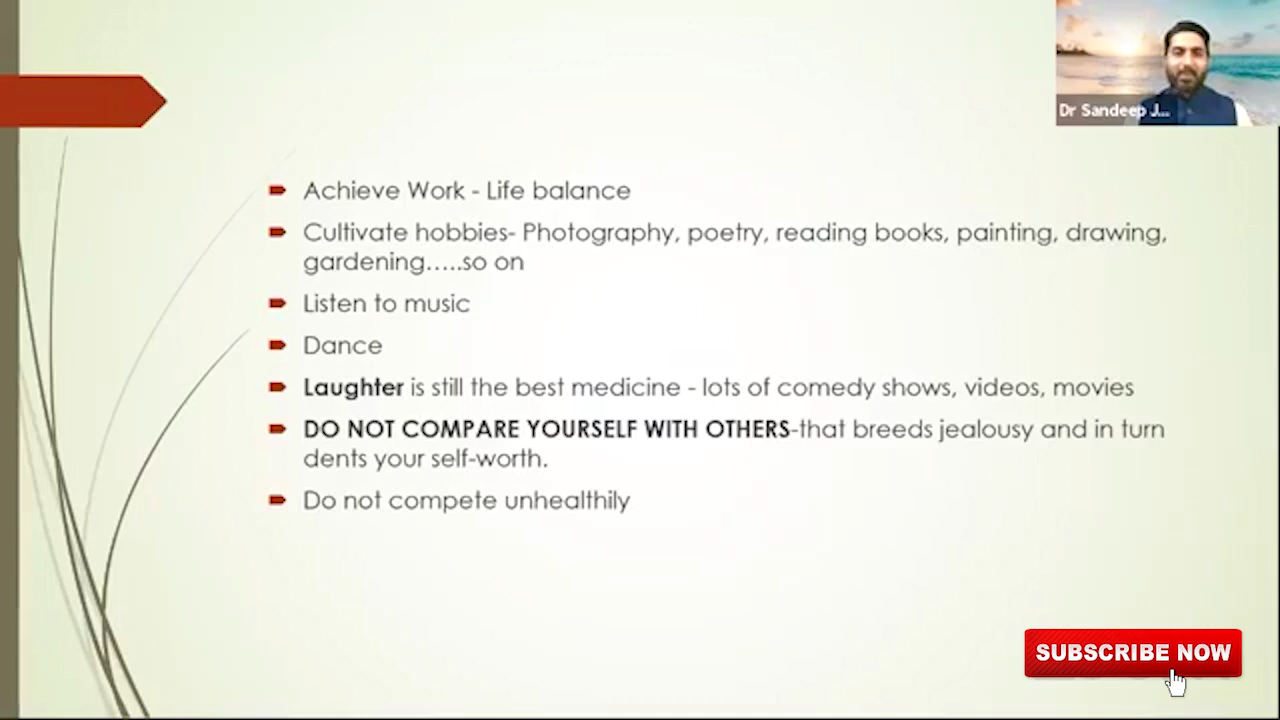 Dr Sandeep J...
Achieve Work - Life balance
Cultivate hobbies- Photography, poetry, reading books, painting, drawing,
gardening.....so on
Listen to music
Dance
Laughter is still the best medicine - lots of comedy shows, videos, movies
DO NOT COMPARE YOURSELF WITH OTHERS-that breeds jealousy and in turn
dents your self-worth.
Do not compete unhealthily
SUBSCRIBE NOW